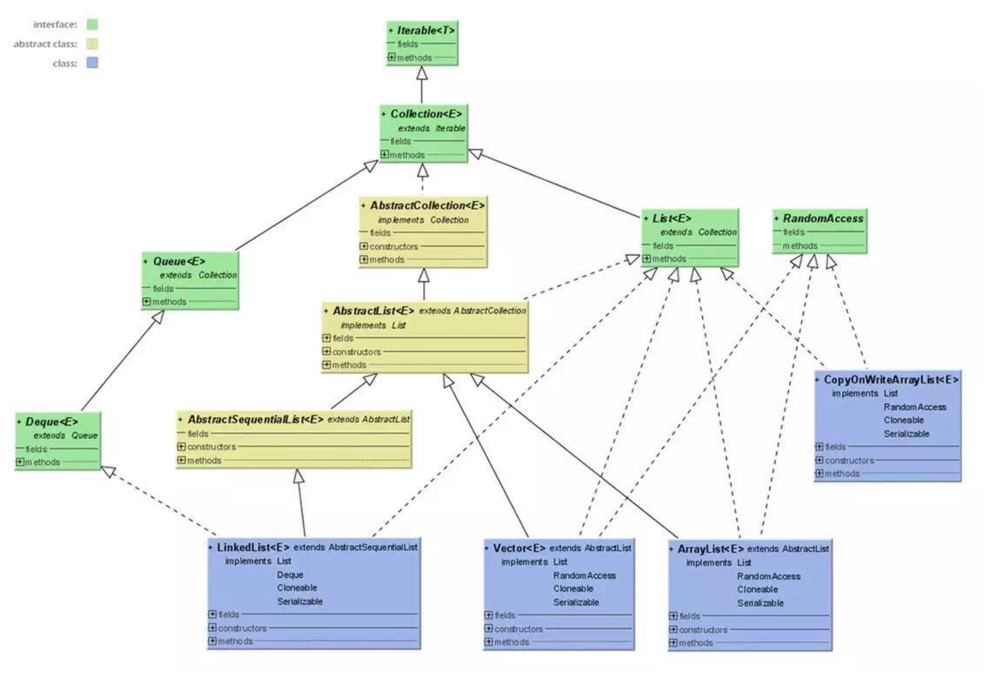 interface:
abstract class:
class:
Iterable<T>
fields
methods
Collection<E>
extends Iterable
fields
methods
AbstractCollection<E>
implements Collection
fields
constructors
methods
List<E>
extends Collection
fields
methods
RandomAccess
fields
methods
Queue<E>
extends Collection
fields
methods
AbstractList<E> extends AbstractCollection
implements List
fields
constructors
methods
CopyOnWriteArrayList<E>
implements List
RandomAccess
Cloneable
Serializable
fields
constructors
methods
Deque<E>
extends Queue
fields
methods
AbstractSequentialList<E> extends AbstractList
fields
constructors
methods
LinkedList<E> extends AbstractSequentialList
implements List
Deque
Cloneable
Serializable
fields
constructors
methods
Vector<E> extends AbstractList
implements List
RandomAccess
Cloneable
Serializable
fields
constructors
methods
ArrayList<E> extends AbstractList
implements List
RandomAccess
Cloneable
Serializable
fields
constructors
methods